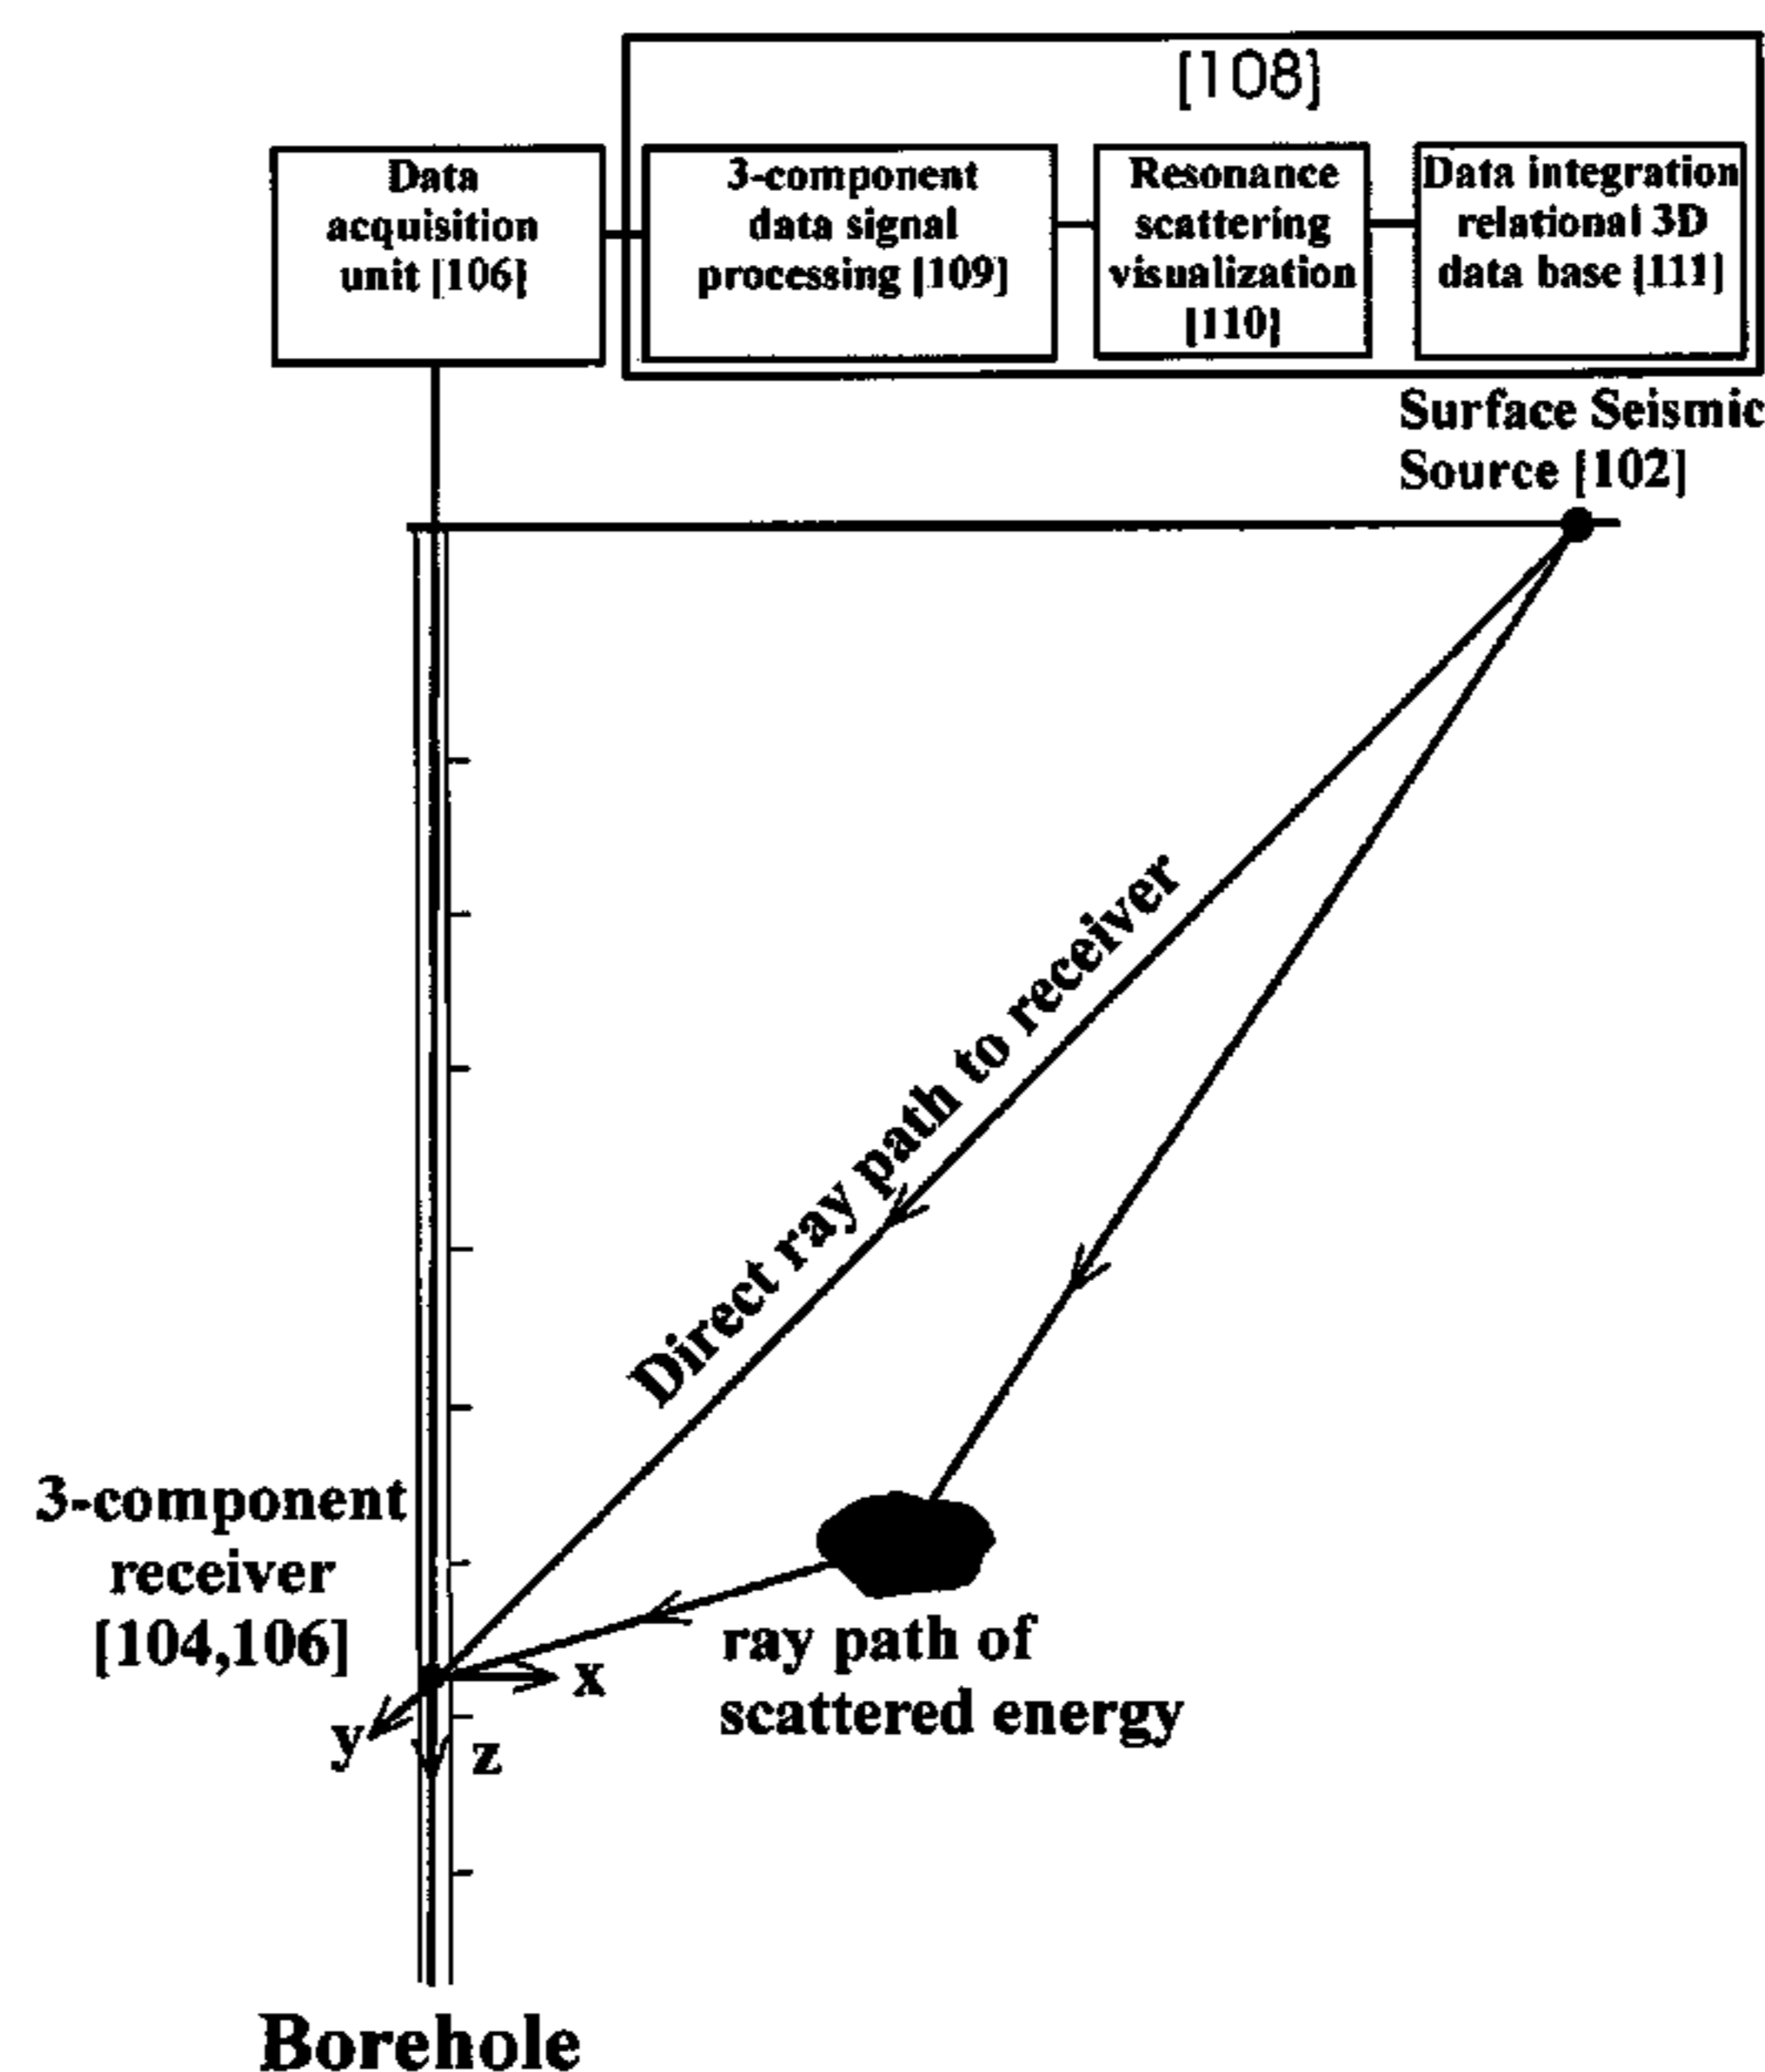 [108]
Data
acquisition
unit [106]
3-component
data signal
processing [109]
Resonance
scattering
visualization
[110]
Data integration
relational 3D
data base [111]
Surface Seismic
Source [102]
Direct ray path to receiver
3-component
receiver
[104,106]
x
y
z
ray path of
scattered energy
Borehole